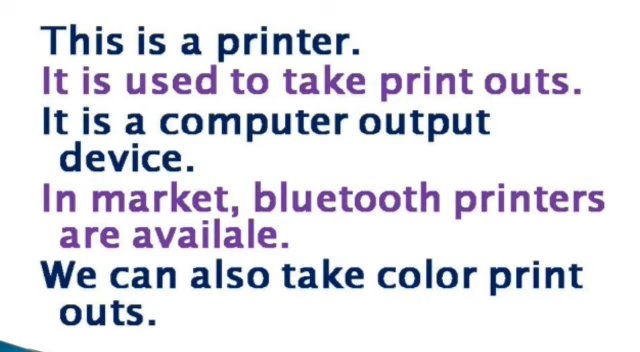 This is a printer.
It is used to take print outs.
It is a computer output
device.
In market, bluetooth printers
are availale.
We can also take color print
outs.